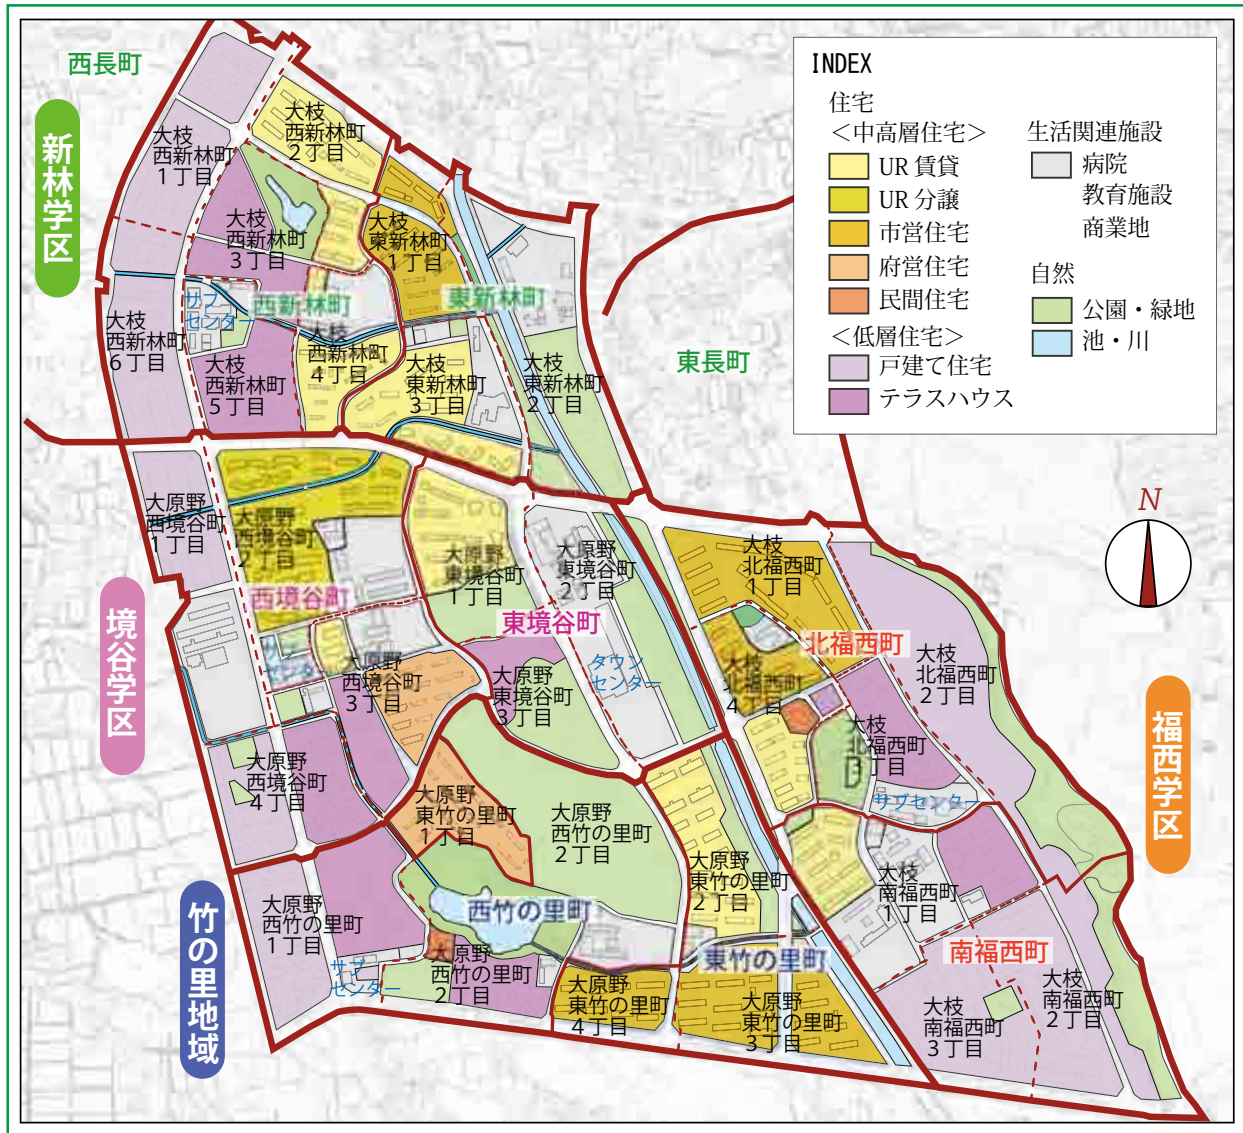 西長町
新林学区
大枝
西新林町
2丁目
大枝
西新林町
1丁目
大枝
西新林町
3丁目
大枝
東新林町
1丁目
サブ
センター
西新林町
東新林町
大枝
西新林町
6丁目
大枝
西新林町
5丁目
大枝
西新林町
4丁目
大枝
東新林町
3丁目
大枝
東新林町
2丁目
東長町
INDEX
住宅
<中高層住宅>
UR 賃貸
UR 分譲
市営住宅
府営住宅
民間住宅
<低層住宅>
戸建て住宅
テラスハウス
生活関連施設
病院
教育施設
商業地
自然
公園・緑地
池・川
N
境谷学区
大原野
西境谷町
1丁目
大原野
西境谷町
2丁目
西境谷町
大原野
東境谷町
1丁目
大原野
東境谷町
2丁目
東境谷町
サブ
センター
大原野
西境谷町
3丁目
大原野
東境谷町
3丁目
タウン
センター
大原野
西境谷町
4丁目
福西学区
大枝
北福西町
1丁目
北福西町
大枝
北福西町
2丁目
大枝
北福西町
4丁目
大枝
北福西町
3丁目
サブセンター
大枝
南福西町
1丁目
南福西町
大枝
南福西町
2丁目
大枝
南福西町
3丁目
竹の里地域
大原野
東竹の里町
1丁目
大原野
西竹の里町
2丁目
大原野
東竹の里町
2丁目
大原野
西竹の里町
1丁目
西竹の里町
東竹の里町
サブ
センター
大原野
西竹の里町
2丁目
大原野
東竹の里町
4丁目
大原野
東竹の里町
3丁目